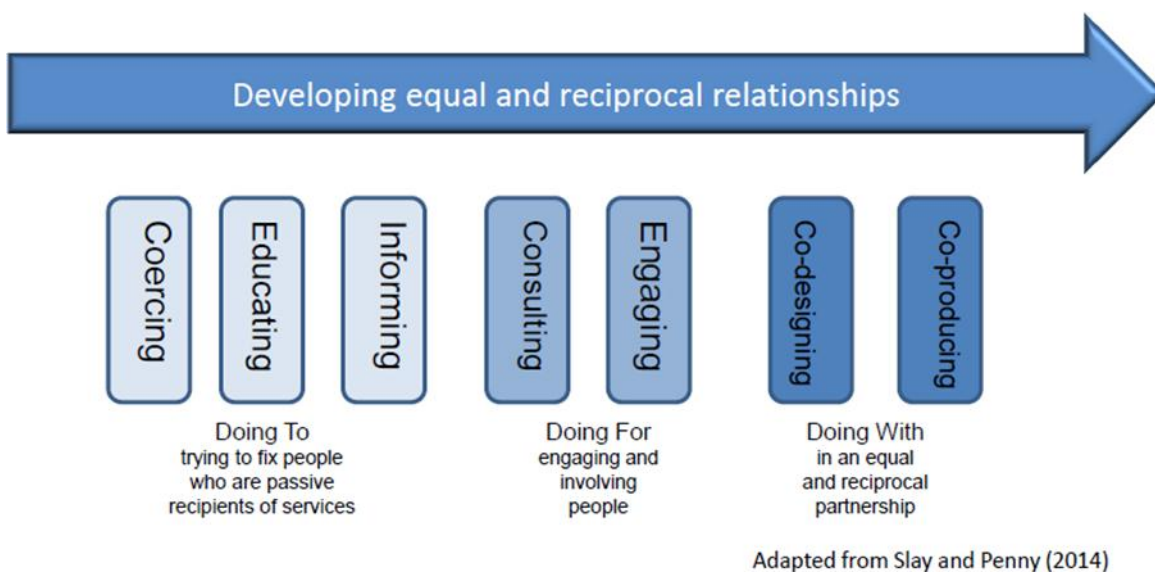 Developing equal and reciprocal relationships
Coercing
Educating
Informing
Consulting
Engaging
Co-designing
Co-producing
Doing To
trying to fix people
who are passive
recipients of services
Doing For
engaging and
involving
people
Doing With
in an equal
and reciprocal
partnership
Adapted from Slay and Penny (2014)